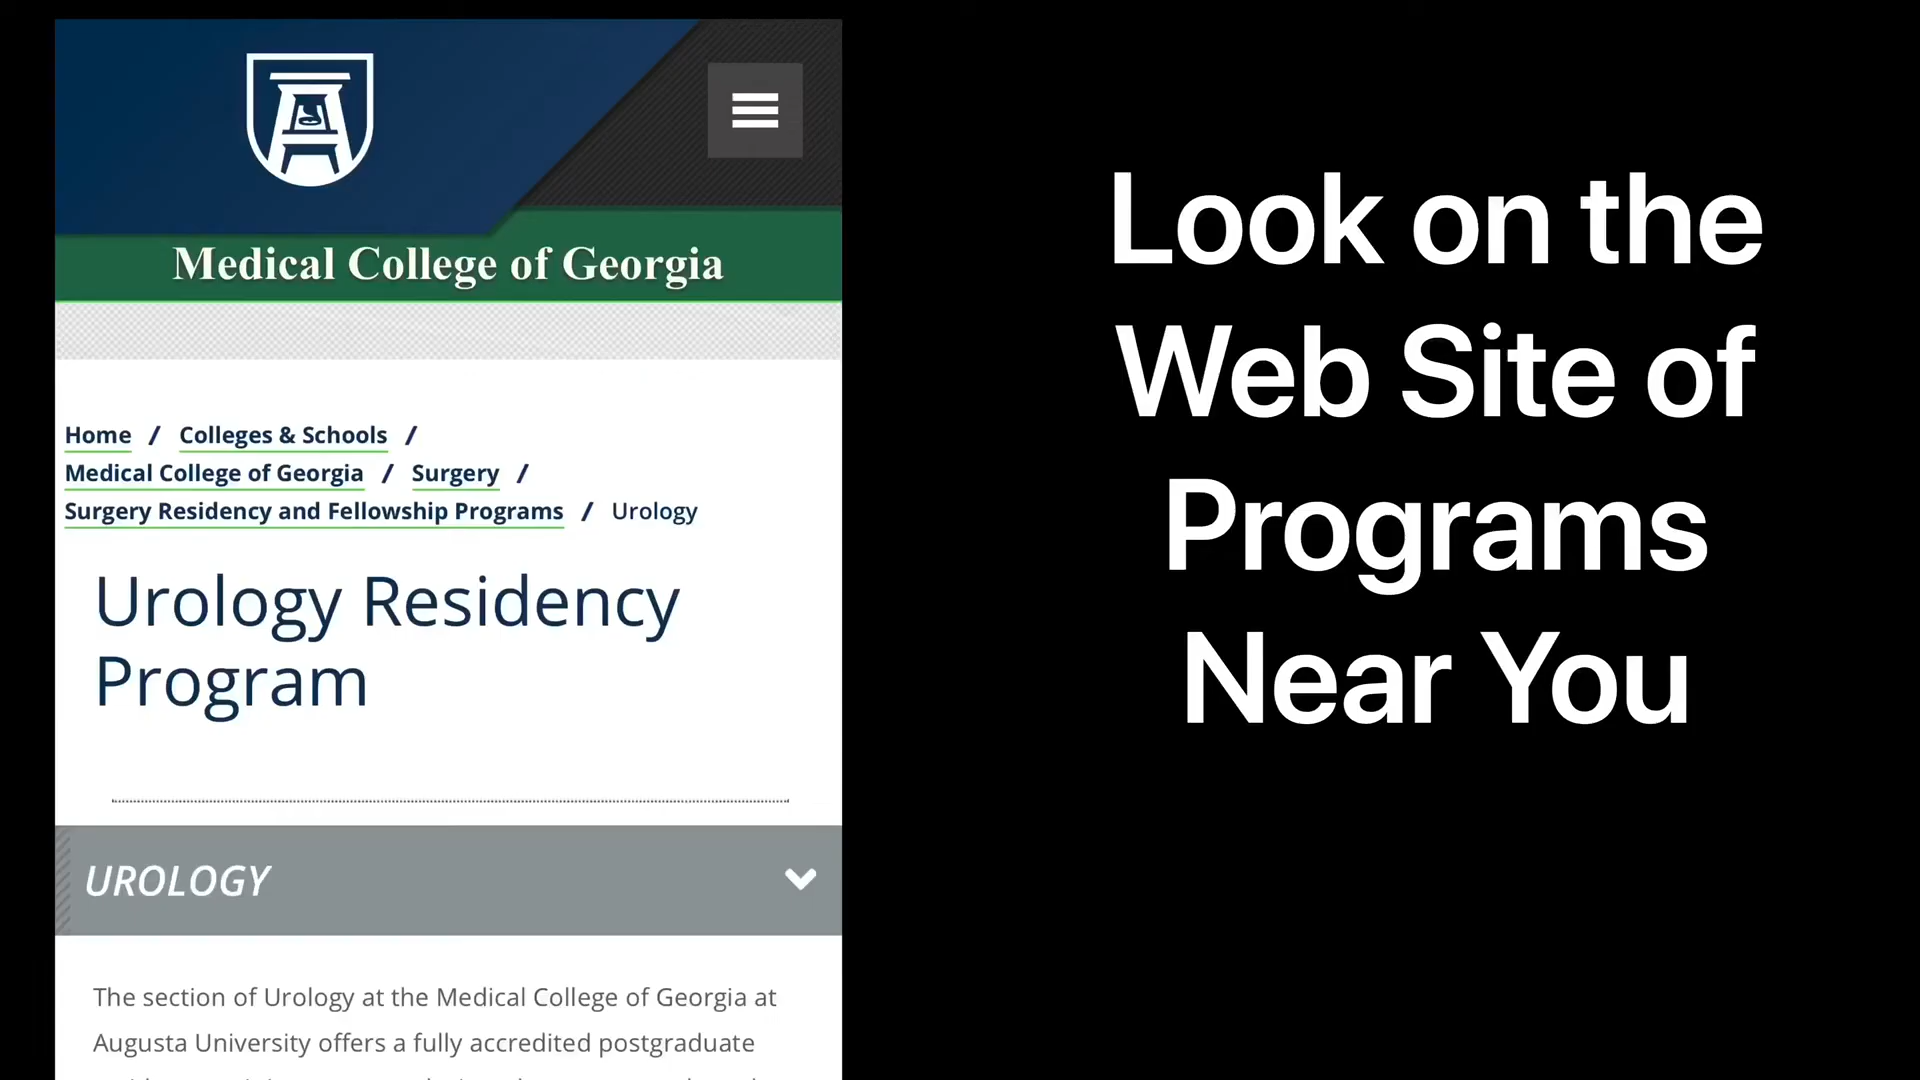 Medical College of Georgia
Home / Colleges & Schools /
Medical College of Georgia / Surgery /
Surgery Residency and Fellowship Programs / Urology
Urology Residency
Program
UROLOGY
The section of Urology at the Medical College of Georgia at
Augusta University offers a fully accredited postgraduate
Look on the
Web Site of
Programs
Near You